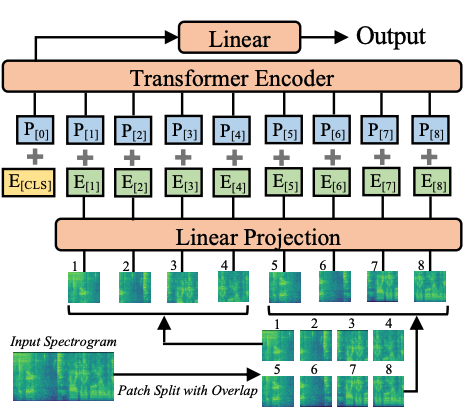 Linear
Output
Transformer Encoder
P[0] P[1] P[2] P[3] P[4] P[5] P[6] P[7] P[8]
+ + + + + + + + +
E[CLS] E[1] E[2] E[3] E[4] E[5] E[6] E[7] E[8]
Linear Projection
1 2 3 4 5 6 7 8
1 2 3 4
Input Spectrogram
5 6 7 8
Patch Split with Overlap